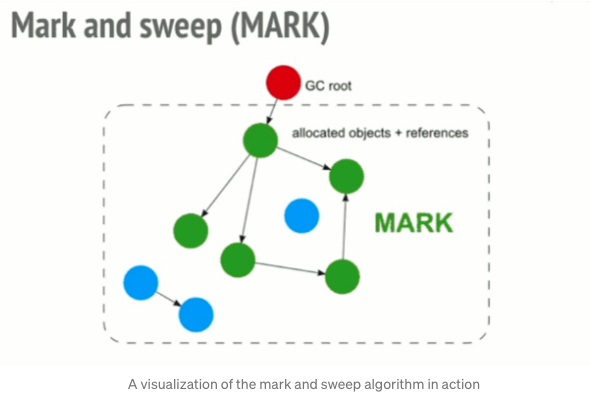 Mark and sweep (MARK)
GC root
allocated objects + references
MARK
A visualization of the mark and sweep algorithm in action